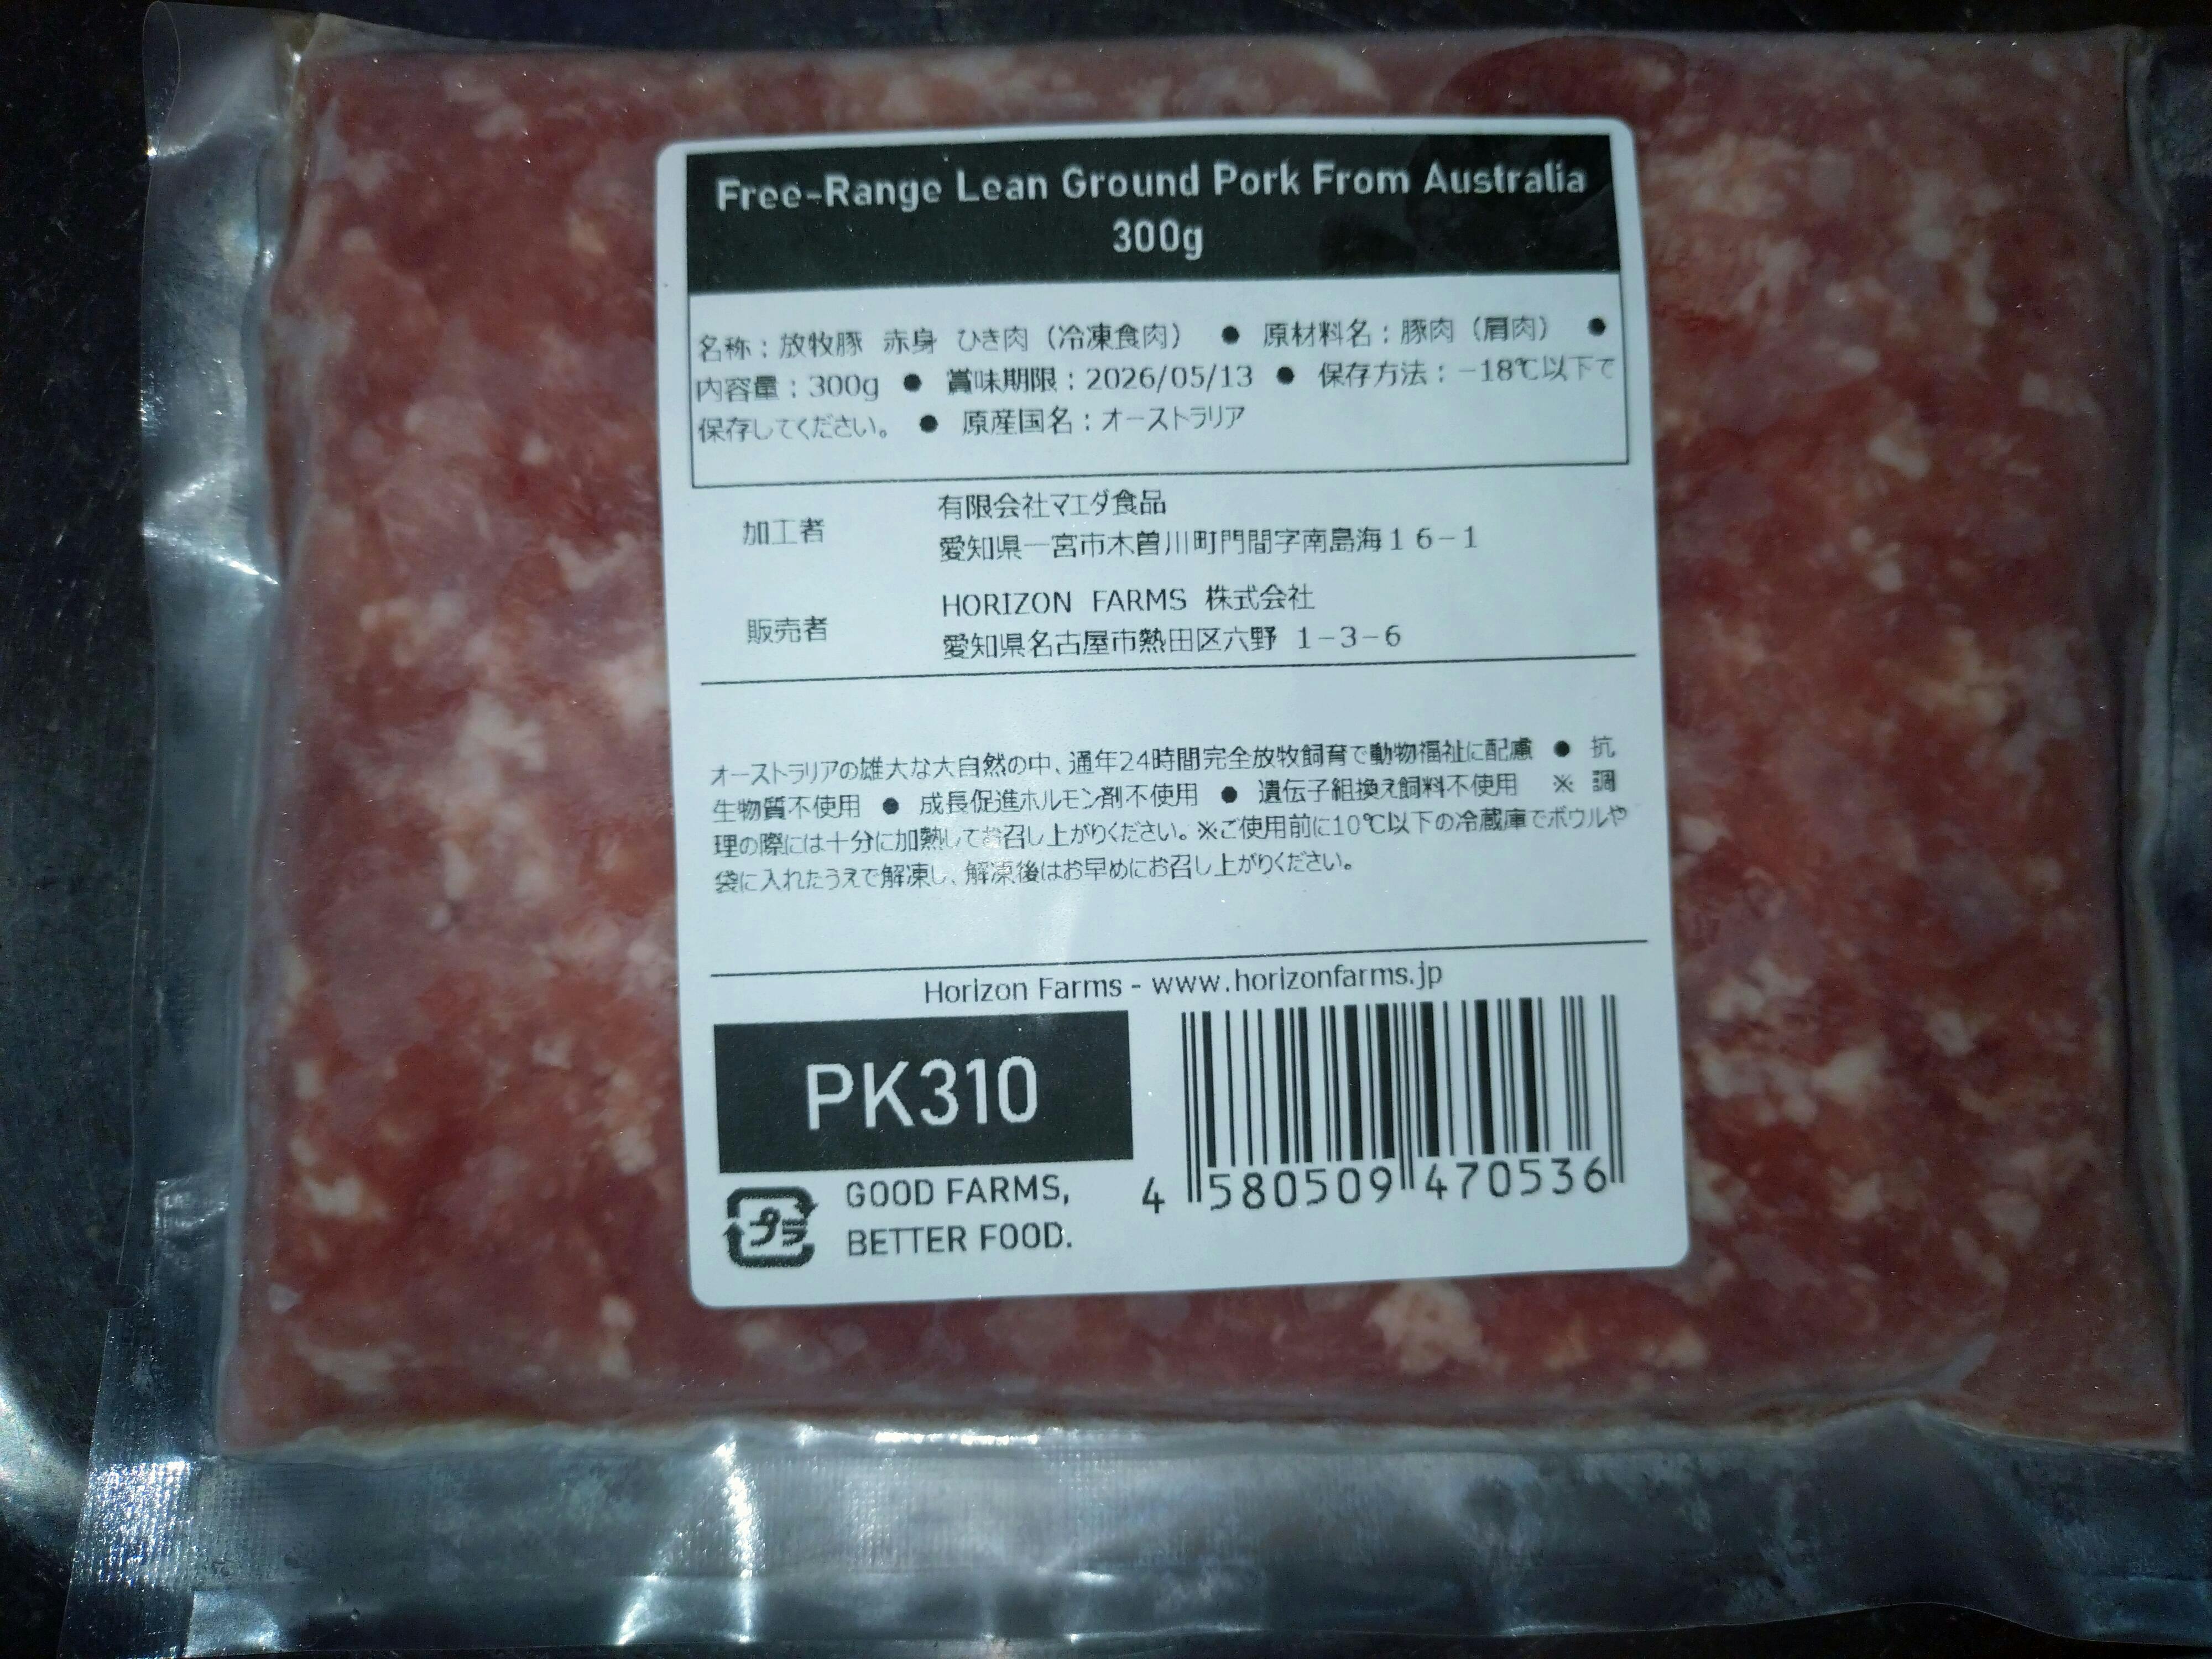 Free-Range Lean Ground Pork From Australia
300g
名称：放牧豚 赤身 ひき肉（冷凍食肉） ● 原材料名：豚肉（肩肉） ●
内容量：300g ● 賞味期限：2026/05/13 ● 保存方法：-18℃以下で
保存してください。 ● 原産国名：オーストラリア
加工者
有限会社マエダ食品
愛知県一宮市木曽川町門間字南島海１６−１
販売者
HORIZON FARMS 株式会社
愛知県名古屋市熱田区六野 １−３−６
オーストラリアの雄大な大自然の中、通年24時間完全放牧飼育で動物福祉に配慮 ● 抗
生物質不使用 ● 成長促進ホルモン剤不使用 ● 遺伝子組換え飼料不使用 ※ 調
理の際には十分に加熱してお召し上がりください。※ご使用前に10℃以下の冷蔵庫でボウルや
袋に入れたうえで解凍し、解凍後はお早めにお召し上がりください。
Horizon Farms - www.horizonfarms.jp
PK310
プラ
GOOD FARMS,
BETTER FOOD.
4 580509 470536